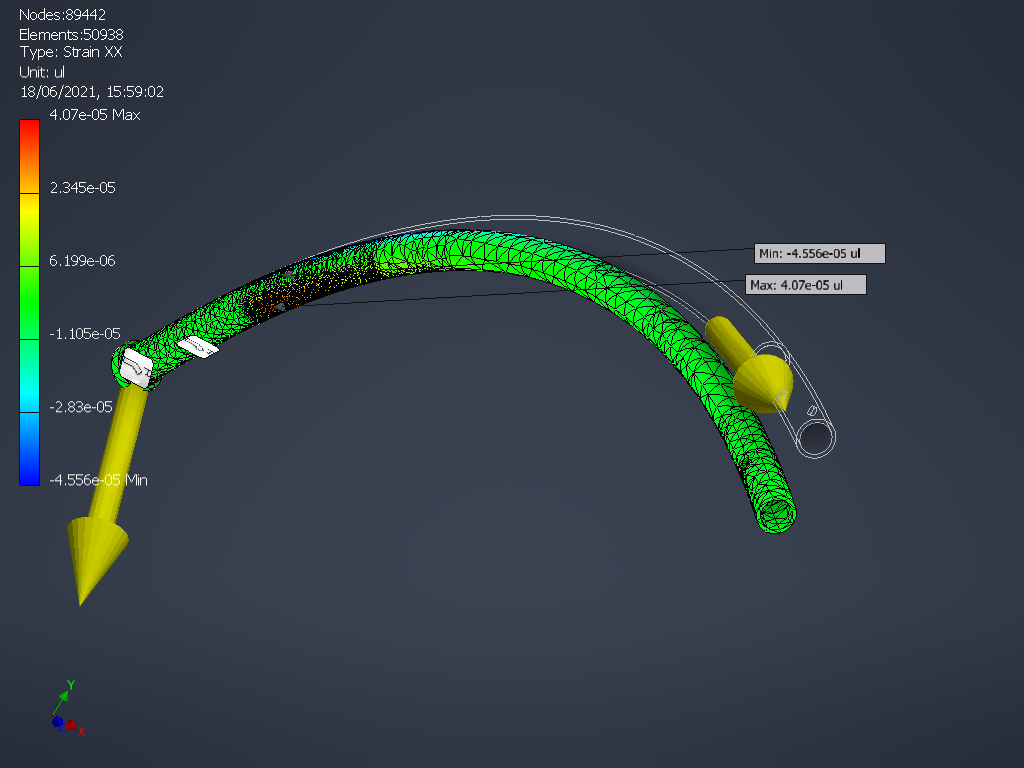 Nodes:89442
Elements:50938
Type: Strain XX
Unit: ul
18/06/2021, 15:59:02
4.07e-05 Max
2.345e-05
6.199e-06
-1.105e-05
-2.83e-05
-4.556e-05 Min
Min: -4.556e-05 ul
Max: 4.07e-05 ul
Y
X